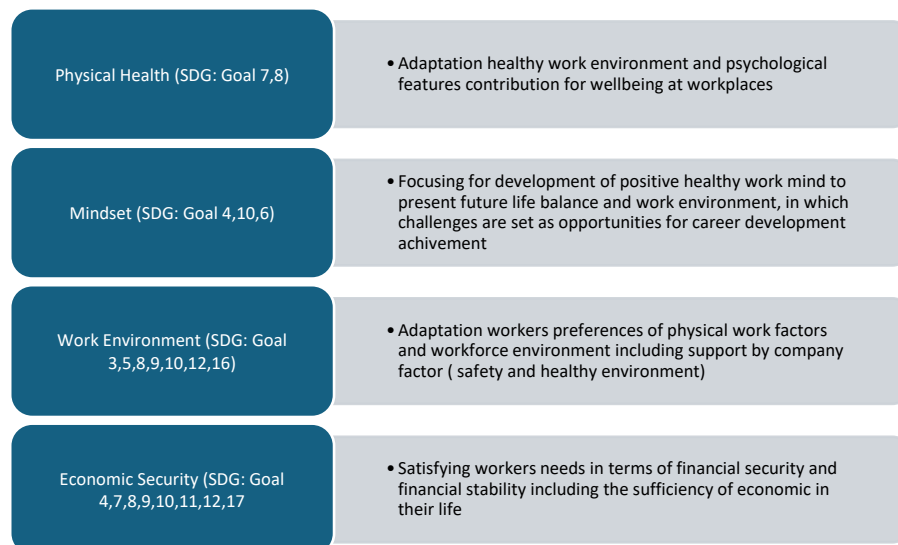 Physical Health (SDG: Goal 7,8)
• Adaptation healthy work environment and psychological
features contribution for wellbeing at workplaces
Mindset (SDG: Goal 4,10,6)
• Focusing for development of positive healthy work mind to
present future life balance and work environment, in which
challenges are set as opportunities for career development
achivement
Work Environment (SDG: Goal
3,5,8,9,10,12,16)
• Adaptation workers preferences of physical work factors
and workforce environment including support by company
factor ( safety and healthy environment)
Economic Security (SDG: Goal
4,7,8,9,10,11,12,17
• Satisfying workers needs in terms of financial security and
financial stability including the sufficiency of economic in
their life